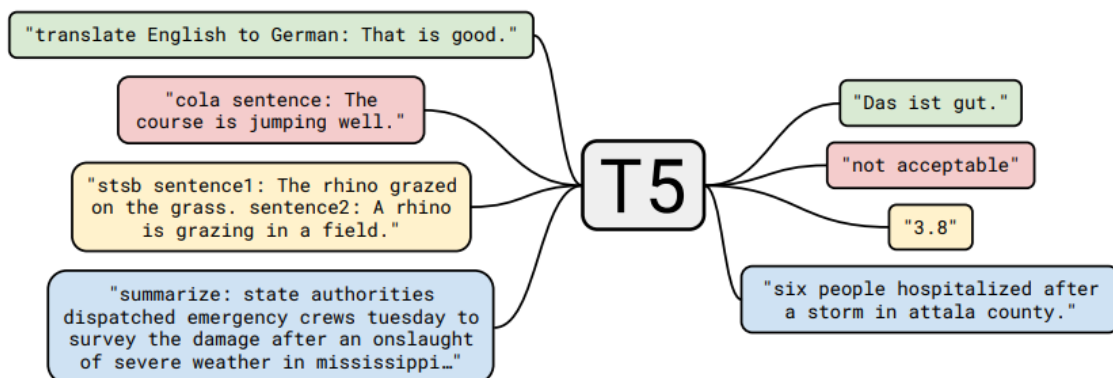 "translate English to German: That is good."
"cola sentence: The
course is jumping well."
"stsb sentence1: The rhino grazed
on the grass. sentence2: A rhino
is grazing in a field."
"summarize: state authorities
dispatched emergency crews tuesday to
survey the damage after an onslaught
of severe weather in mississippi…"
T5
"Das ist gut."
"not acceptable"
"3.8"
"six people hospitalized after
a storm in attala county."